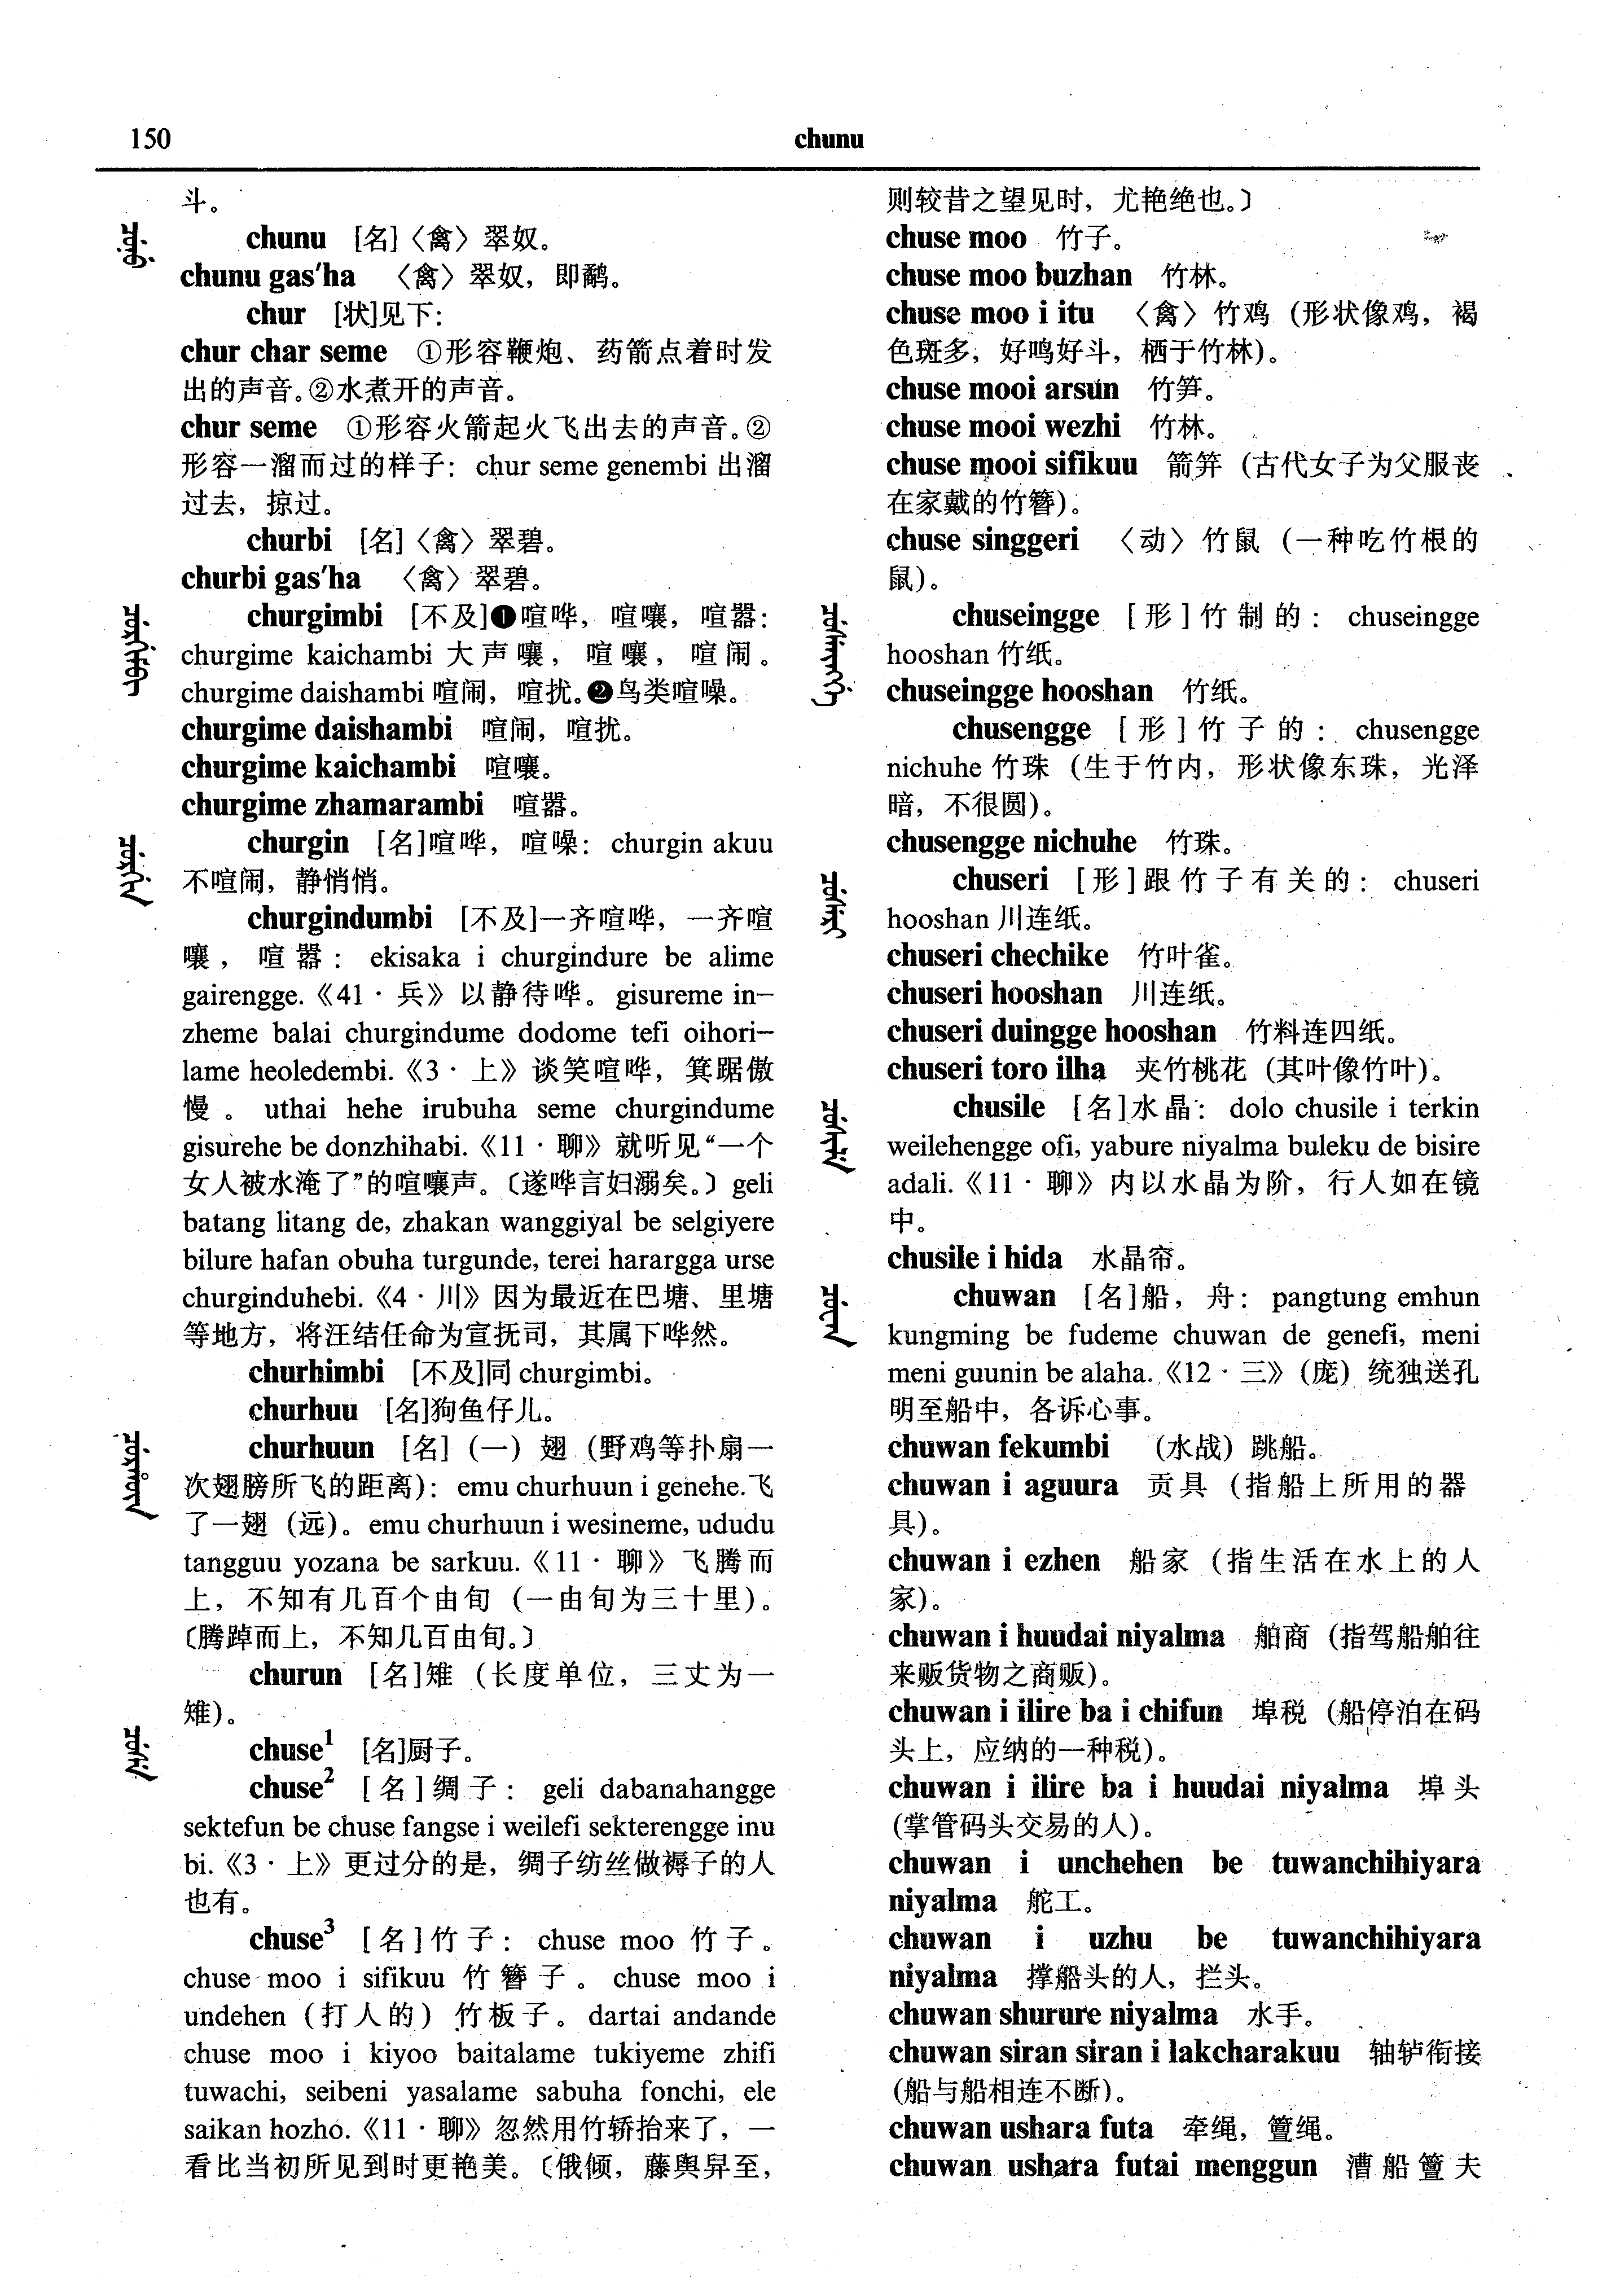 150
chunu
斗。
chunu [名]〈禽〉翠奴。
chunu gas'ha 〈禽〉翠奴，即鹬。
chur [状]见下：
chur char seme ①形容鞭炮、药箭点着时发
出的声音。②水煮开的声音。
chur seme ①形容火箭起火飞出去的声音。②
形容一溜而过的样子：chur seme genembi 出溜
过去，掠过。
churbi [名]〈禽〉翠碧。
churbi gas'ha 〈禽〉翠碧。
churgimbi [不及]❶喧哗，喧嚷，喧嚣：
churgime kaichambi 大声嚷，喧嚷，喧闹。
churgime daishambi 喧闹，喧扰。❷鸟类喧噪。
churgime daishambi 喧闹，喧扰。
churgime kaichambi 喧嚷。
churgime zhamarambi 喧嚣。
churgin [名]喧哗，喧噪：churgin akuu
不喧闹，静悄悄。
churgindumbi [不及]一齐喧哗，一齐喧
嚷，喧嚣：ekisaka i churgindure be alime
gairengge.《41·兵》以静待哗。gisureme in–
zheme balai churgindume dodome tefi oihori–
lame heoledembi.《3·上》谈笑喧哗，箕踞傲
慢。uthai hehe irubuha seme churgindume
gisurehe be donzhihabi.《11·聊》就听见“一个
女人被水淹了”的喧嚷声。〔遂哗言妇溺矣。〕geli
batang litang de, zhakan wanggiyal be selgiyere
bilure hafan obuha turgunde, terei harargga urse
churginduhebi.《4·川》因为最近在巴塘、里塘
等地方，将汪结任命为宣抚司，其属下哗然。
churhimbi [不及]同 churgimbi。
churhuu [名]狗鱼仔儿。
churhuun [名]（一）翅（野鸡等扑扇一
次翅膀所飞的距离）：emu churhuun i genehe.飞
了一翅（远）。emu churhuun i wesineme, ududu
tangguu yozana be sarkuu.《11·聊》飞腾而
上，不知有几百个由旬（一由旬为三十里）。
〔腾踔而上，不知几百由旬。〕
churun [名]雉（长度单位，三丈为一
雉）。
chuse¹ [名]厨子。
chuse² [名]绸子：geli dabanahangge
sektefun be chuse fangse i weilefi sekterengge inu
bi.《3·上》更过分的是，绸子纺丝做褥子的人
也有。
chuse³ [名]竹子：chuse moo 竹子。
chuse moo i sifikuu 竹簪子。chuse moo i
undehen（打人的）竹板子。dartai andande
chuse moo i kiyoo baitalame tukiyeme zhifi
tuwachi, seibeni yasalame sabuha fonchi, ele
saikan hozho.《11·聊》忽然用竹轿抬来了，一
看比当初所见到时更艳美。〔俄倾，藤舆舁至，
则较昔之望见时，尤艳绝也。〕
chuse moo 竹子。
chuse moo buzhan 竹林。
chuse moo i itu 〈禽〉竹鸡（形状像鸡，褐
色斑多，好鸣好斗，栖于竹林）。
chuse mooi arsun 竹笋。
chuse mooi wezhi 竹林。
chuse mooi sifikuu 箭笄（古代女子为父服丧
在家戴的竹簪）。
chuse singgeri 〈动〉竹鼠（一种吃竹根的
鼠）。
chuseingge [形]竹制的：chuseingge
hooshan 竹纸。
chuseingge hooshan 竹纸。
chusengge [形]竹子的：chusengge
nichuhe 竹珠（生于竹内，形状像东珠，光泽
暗，不很圆）。
chusengge nichuhe 竹珠。
chuseri [形]跟竹子有关的：chuseri
hooshan 川连纸。
chuseri chechike 竹叶雀。
chuseri hooshan 川连纸。
chuseri duingge hooshan 竹料连四纸。
chuseri toro ilha 夹竹桃花（其叶像竹叶）。
chusile [名]水晶：dolo chusile i terkin
weilehengge ofi, yabure niyalma buleku de bisire
adali.《11·聊》内以水晶为阶，行人如在镜
中。
chusile i hida 水晶帘。
chuwan [名]船，舟：pangtung emhun
kungming be fudeme chuwan de genefi, meni
meni guunin be alaha.《12·三》（庞）统独送孔
明至船中，各诉心事。
chuwan fekumbi （水战）跳船。
chuwan i aguura 贡具（指船上所用的器
具）。
chuwan i ezhen 船家（指生活在水上的人
家）。
chuwan i huudai niyalma 舶商（指驾船舶往
来贩货物之商贩）。
chuwan i ilire ba i chifun 埠税（船停泊在码
头上，应纳的一种税）。
chuwan i ilire ba i huudai niyalma 埠头
（掌管码头交易的人）。
chuwan i unchehen be tuwanchihiyara
niyalma 舵工。
chuwan i uzhu be tuwanchihiyara
niyalma 撑船头的人，拦头。
chuwan shurure niyalma 水手。
chuwan siran siran i lakcharakuu 轴轳衔接
（船与船相连不断）。
chuwan ushara futa 牵绳，簹绳。
chuwan ushara futai menggun 漕船簹夫